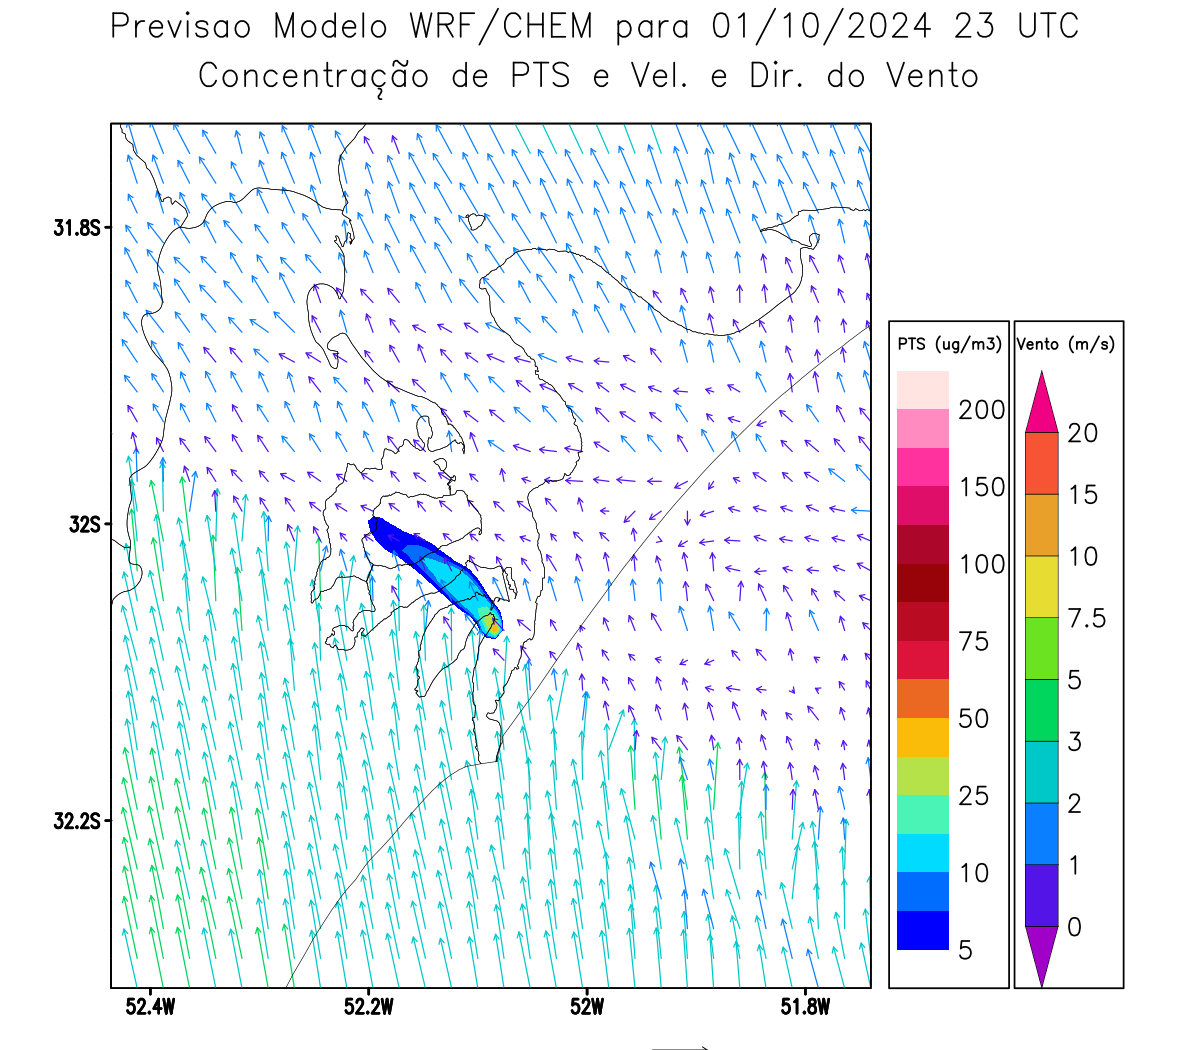 Previsao Modelo WRF/CHEM para 01/10/2024 23 UTC
Concentração de PTS e Vel. e Dir. do Vento
31.8S
32S
32.2S
52.4W
52.2W
52W
51.8W
PTS (ug/m3)
200
150
100
75
50
25
10
5
Vento (m/s)
20
15
10
7.5
5
3
2
1
0